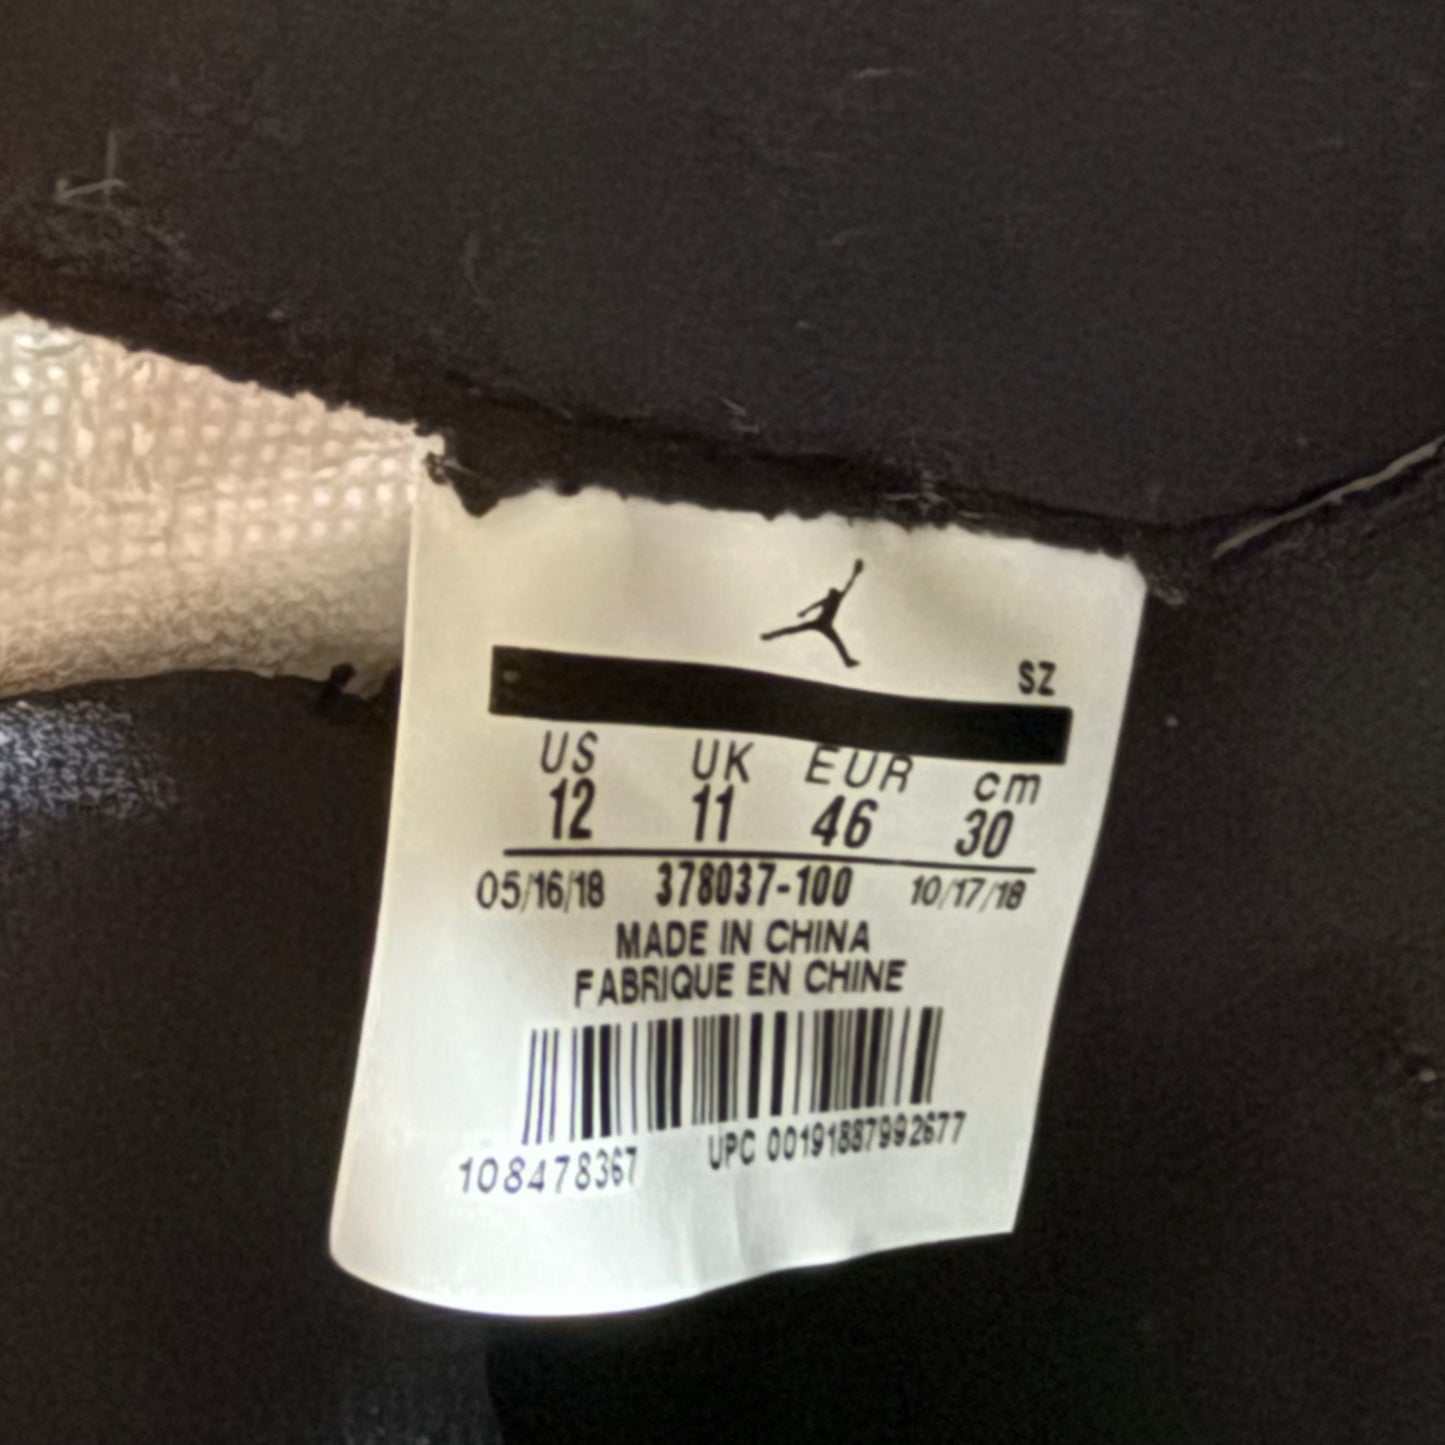 SZ
US UK EUR cm
12 11 46 30
05/16/18 378037-100 10/17/18
MADE IN CHINA
FABRIQUE EN CHINE
108478367 UPC 00191887992677